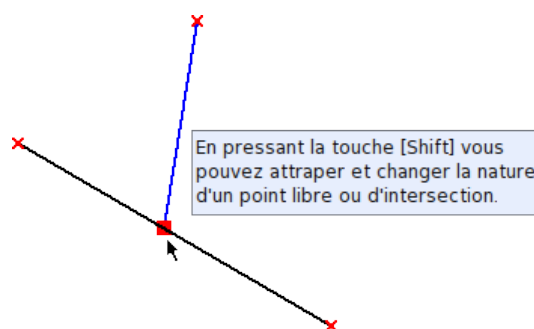 En pressant la touche [Shift] vous
pouvez attraper et changer la nature
d'un point libre ou d'intersection.